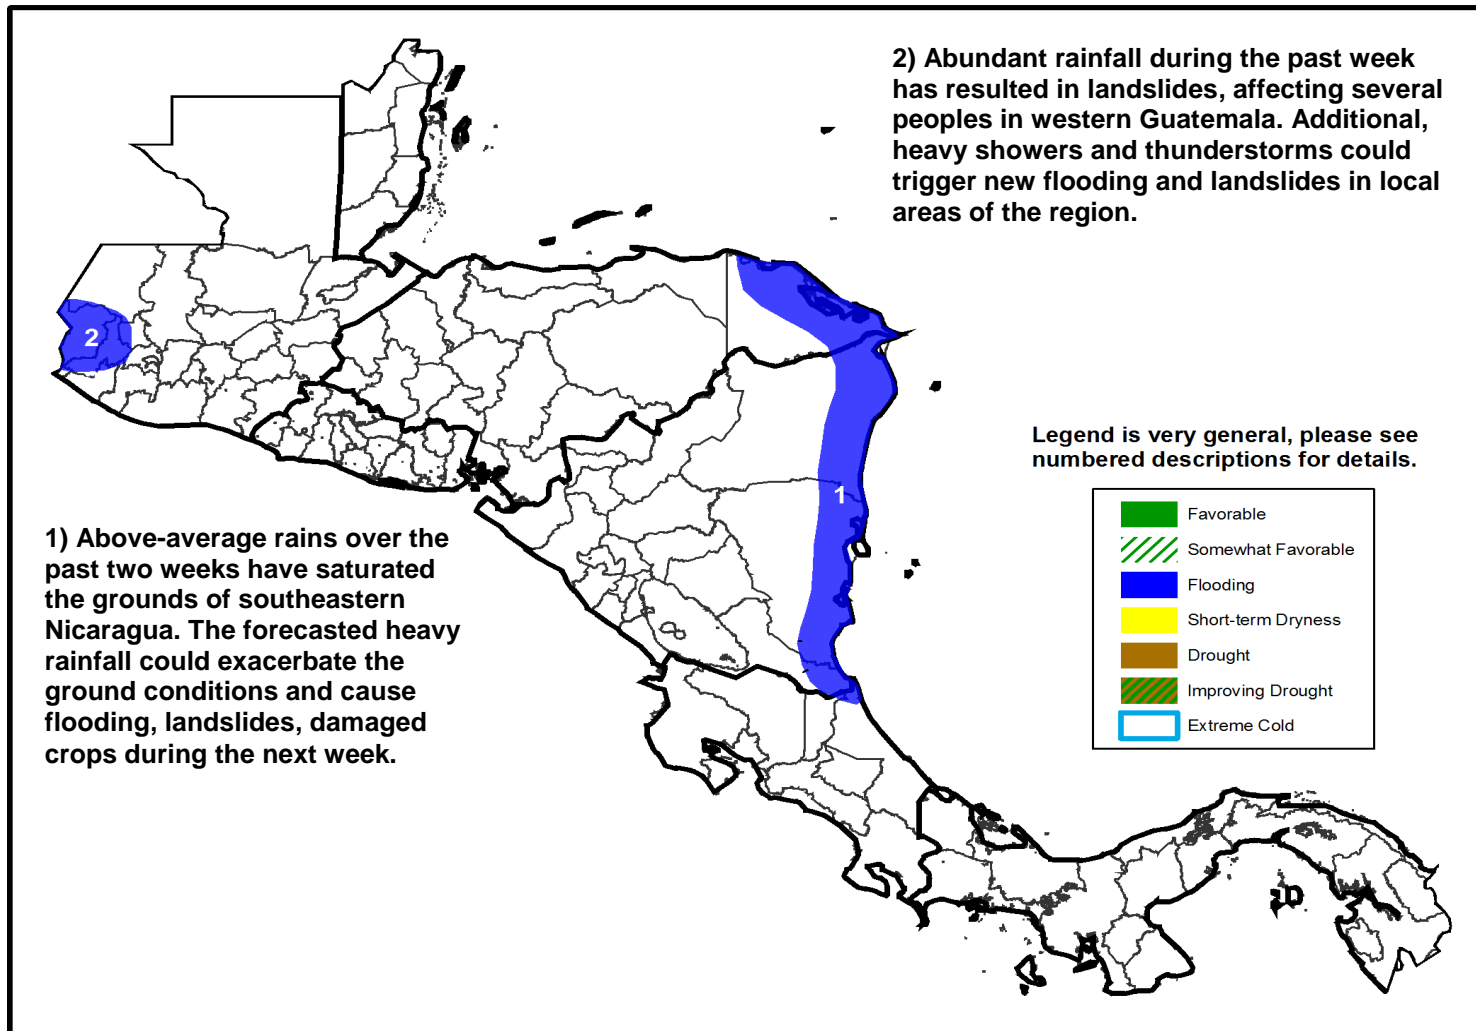 2) Abundant rainfall during the past week
has resulted in landslides, affecting several
peoples in western Guatemala. Additional,
heavy showers and thunderstorms could
trigger new flooding and landslides in local
areas of the region.
2
1
Legend is very general, please see
numbered descriptions for details.
Favorable
Somewhat Favorable
Flooding
Short-term Dryness
Drought
Improving Drought
Extreme Cold
1) Above-average rains over the
past two weeks have saturated
the grounds of southeastern
Nicaragua. The forecasted heavy
rainfall could exacerbate the
ground conditions and cause
flooding, landslides, damaged
crops during the next week.